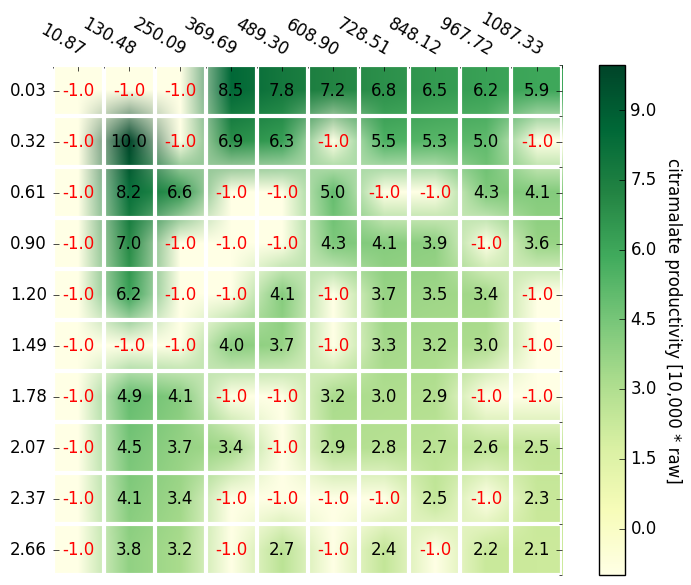 10.87 130.48 250.09 369.69 489.30 608.90 728.51 848.12 967.72 1087.33
0.03 -1.0 -1.0 -1.0 8.5 7.8 7.2 6.8 6.5 6.2 5.9
0.32 -1.0 10.0 -1.0 6.9 6.3 -1.0 5.5 5.3 5.0 -1.0
0.61 -1.0 8.2 6.6 -1.0 -1.0 5.0 -1.0 -1.0 4.3 4.1
0.90 -1.0 7.0 -1.0 -1.0 -1.0 4.3 4.1 3.9 -1.0 3.6
1.20 -1.0 6.2 -1.0 -1.0 4.1 -1.0 3.7 3.5 3.4 -1.0
1.49 -1.0 -1.0 -1.0 4.0 3.7 -1.0 3.3 3.2 3.0 -1.0
1.78 -1.0 4.9 4.1 -1.0 -1.0 3.2 3.0 2.9 -1.0 -1.0
2.07 -1.0 4.5 3.7 3.4 -1.0 2.9 2.8 2.7 2.6 2.5
2.37 -1.0 4.1 3.4 -1.0 -1.0 -1.0 -1.0 2.5 -1.0 2.3
2.66 -1.0 3.8 3.2 -1.0 2.7 -1.0 2.4 -1.0 2.2 2.1
9.0
7.5
6.0
4.5
3.0
1.5
0.0
citramalate productivity [10,000 * raw]